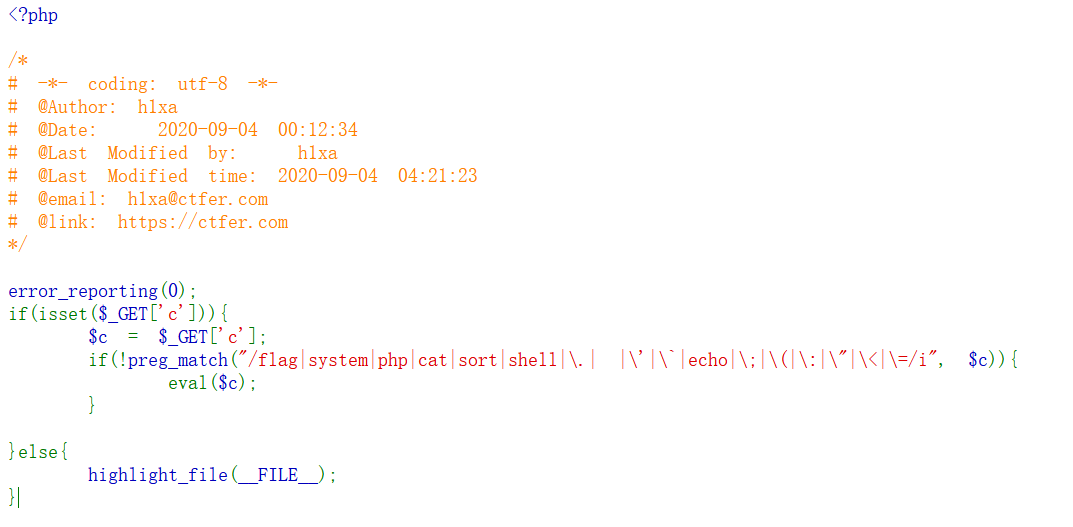 <?php
/*
# -*- coding: utf-8 -*-
# @Author: h1xa
# @Date:   2020-09-04 00:12:34
# @Last Modified by:   h1xa
# @Last Modified time: 2020-09-04 04:21:23
# @email: h1xa@ctfer.com
# @link: https://ctfer.com
*/
error_reporting(0);
if(isset($_GET['c'])){
    $c = $_GET['c'];
    if(!preg_match("/flag|system|php|cat|sort|shell|\.| |\'|\`|echo|\;|\(|\:|\"|\<|\=/i", $c)){
        eval($c);
    }
}else{
    highlight_file(__FILE__);
}